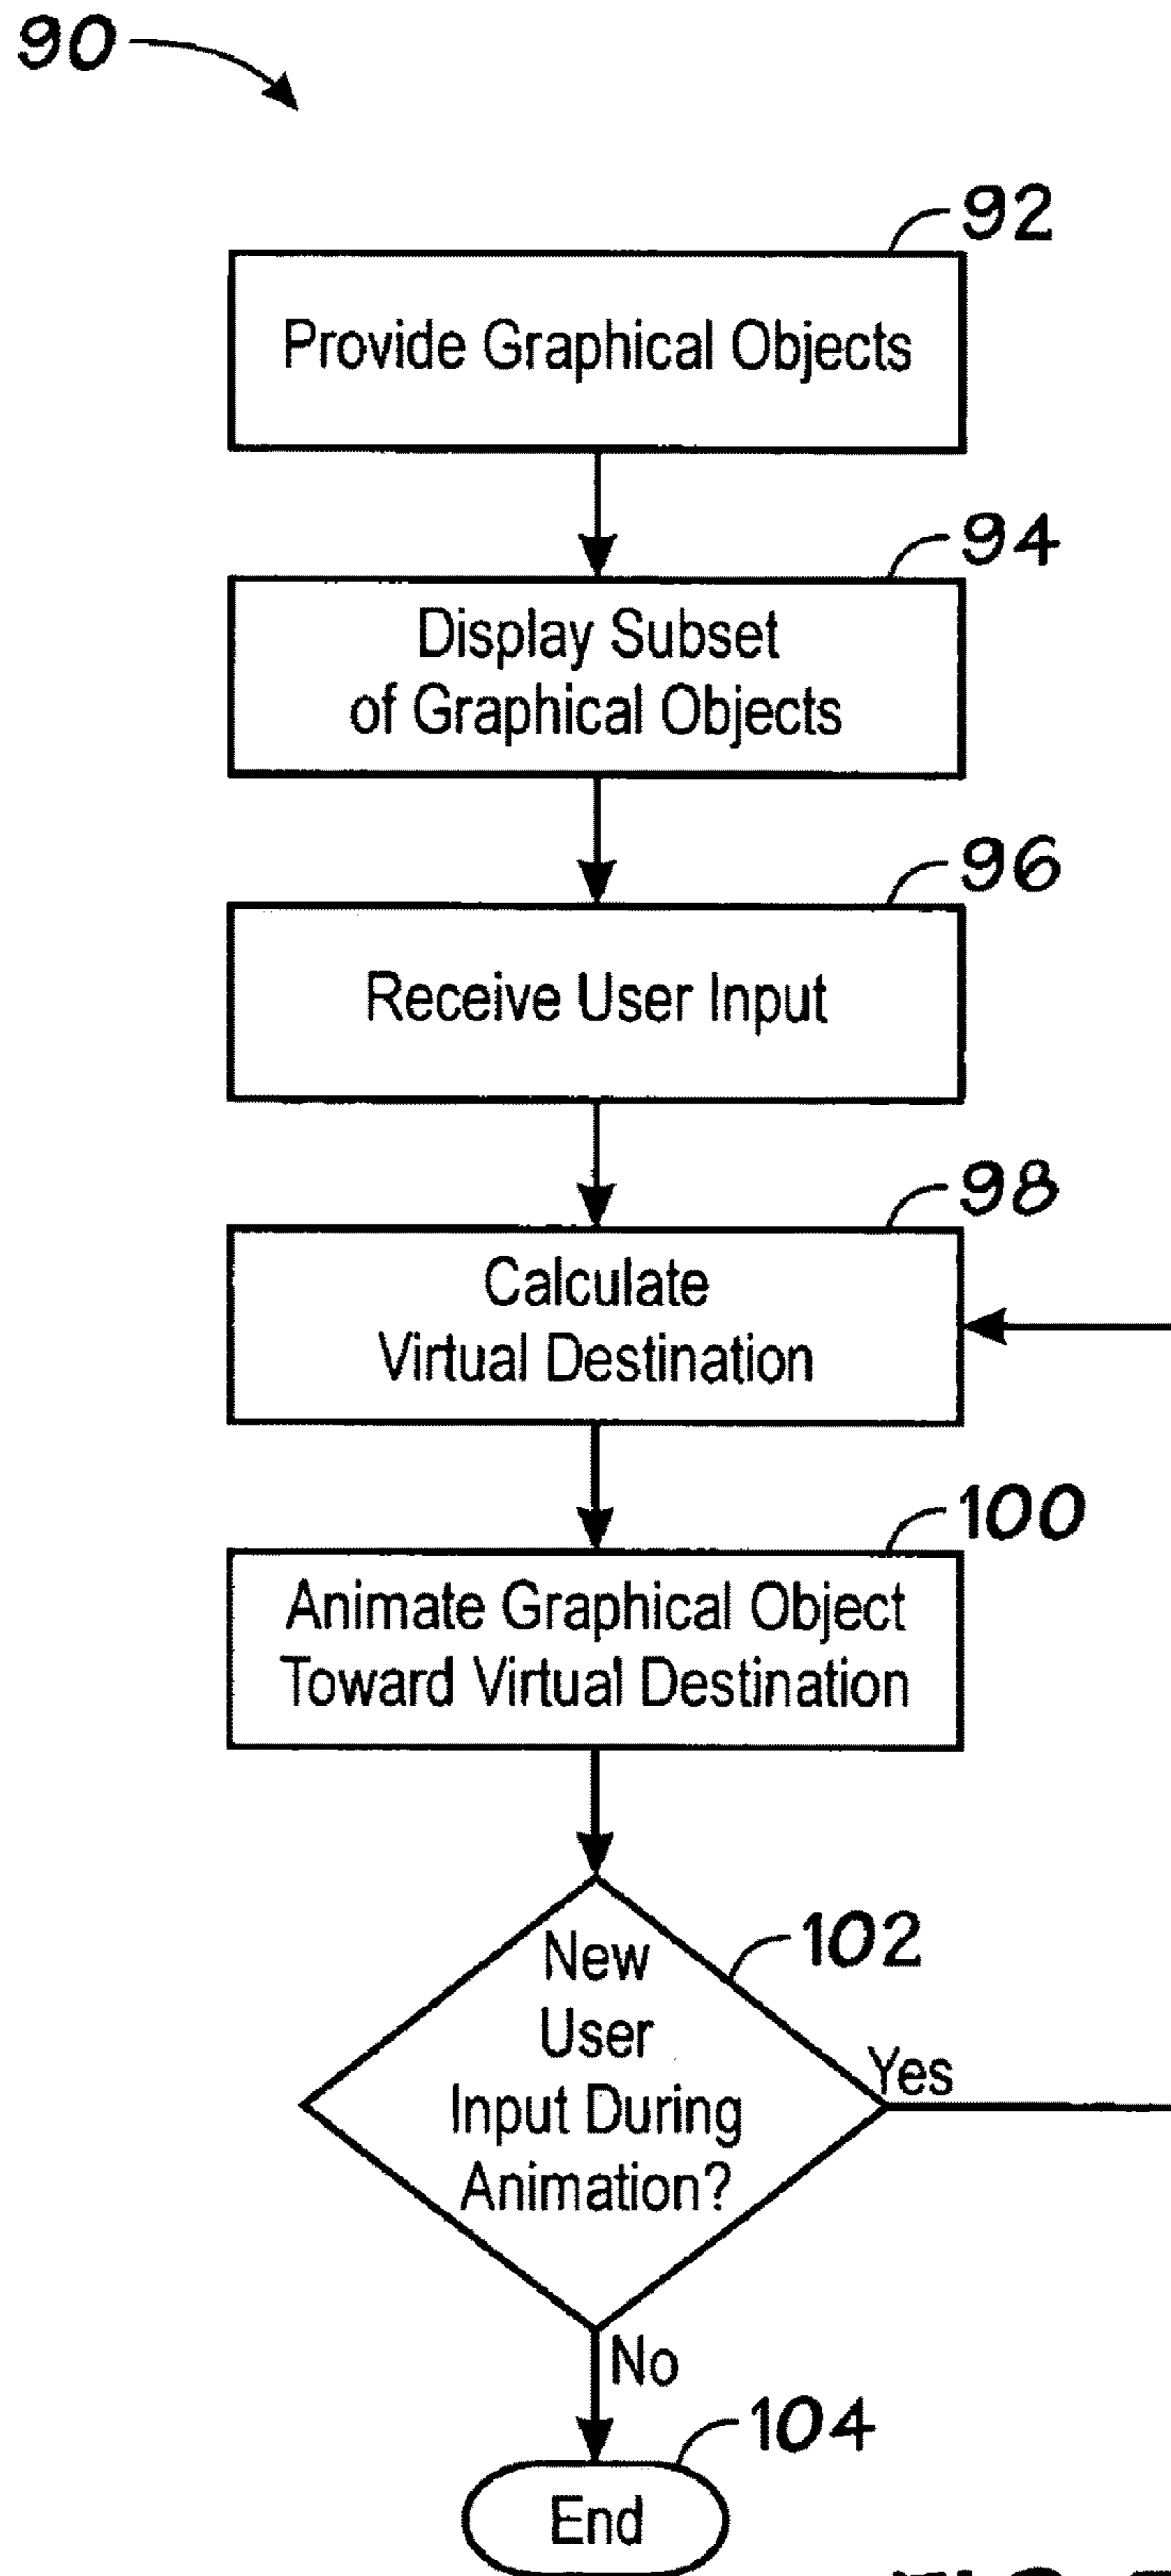 90
92
Provide Graphical Objects
94
Display Subset
of Graphical Objects
96
Receive User Input
98
Calculate
Virtual Destination
100
Animate Graphical Object
Toward Virtual Destination
102
New
User
Input During
Animation?
Yes
No
104
End